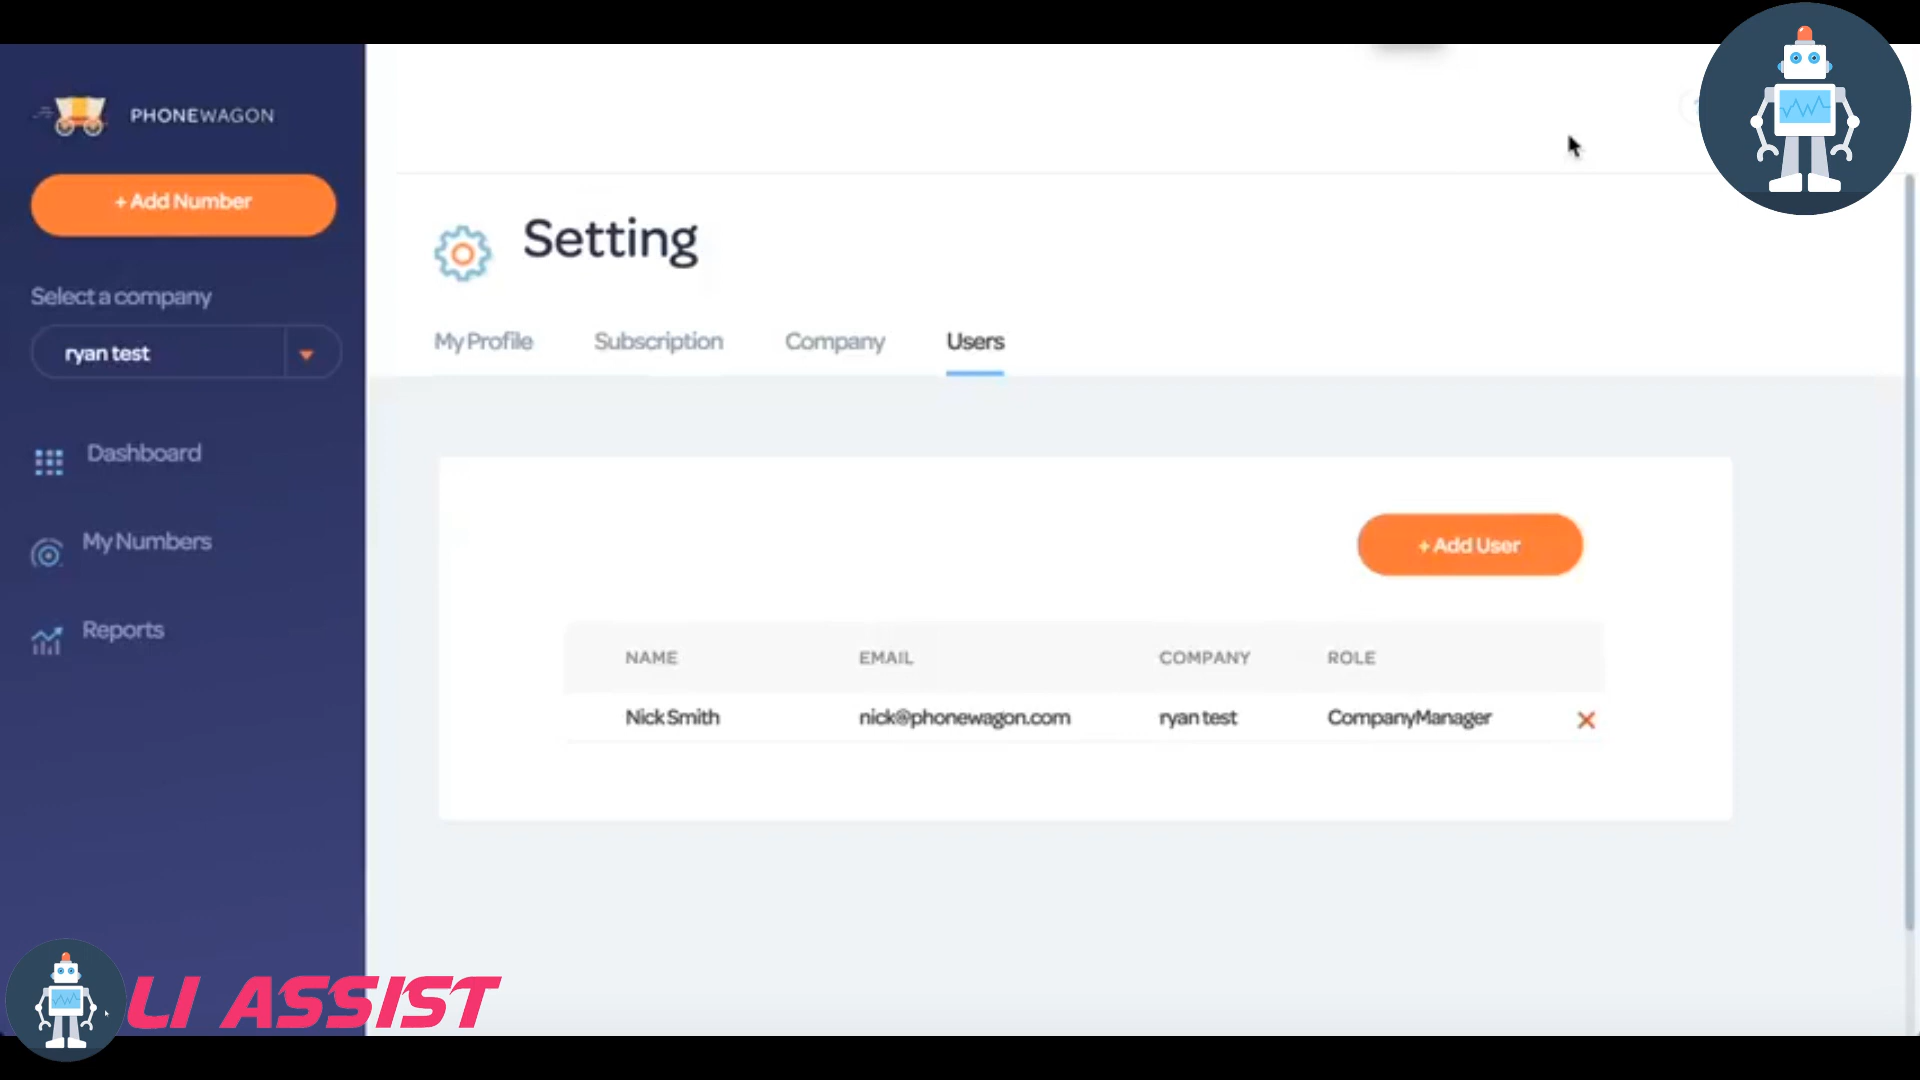 PHONEWAGON
+ Add Number
Select a company
ryan test
Dashboard
My Numbers
Reports
Setting
My Profile Subscription Company Users
+ Add User
NAME EMAIL COMPANY ROLE
Nick Smith nick@phonewagon.com ryan test CompanyManager
LI ASSIST